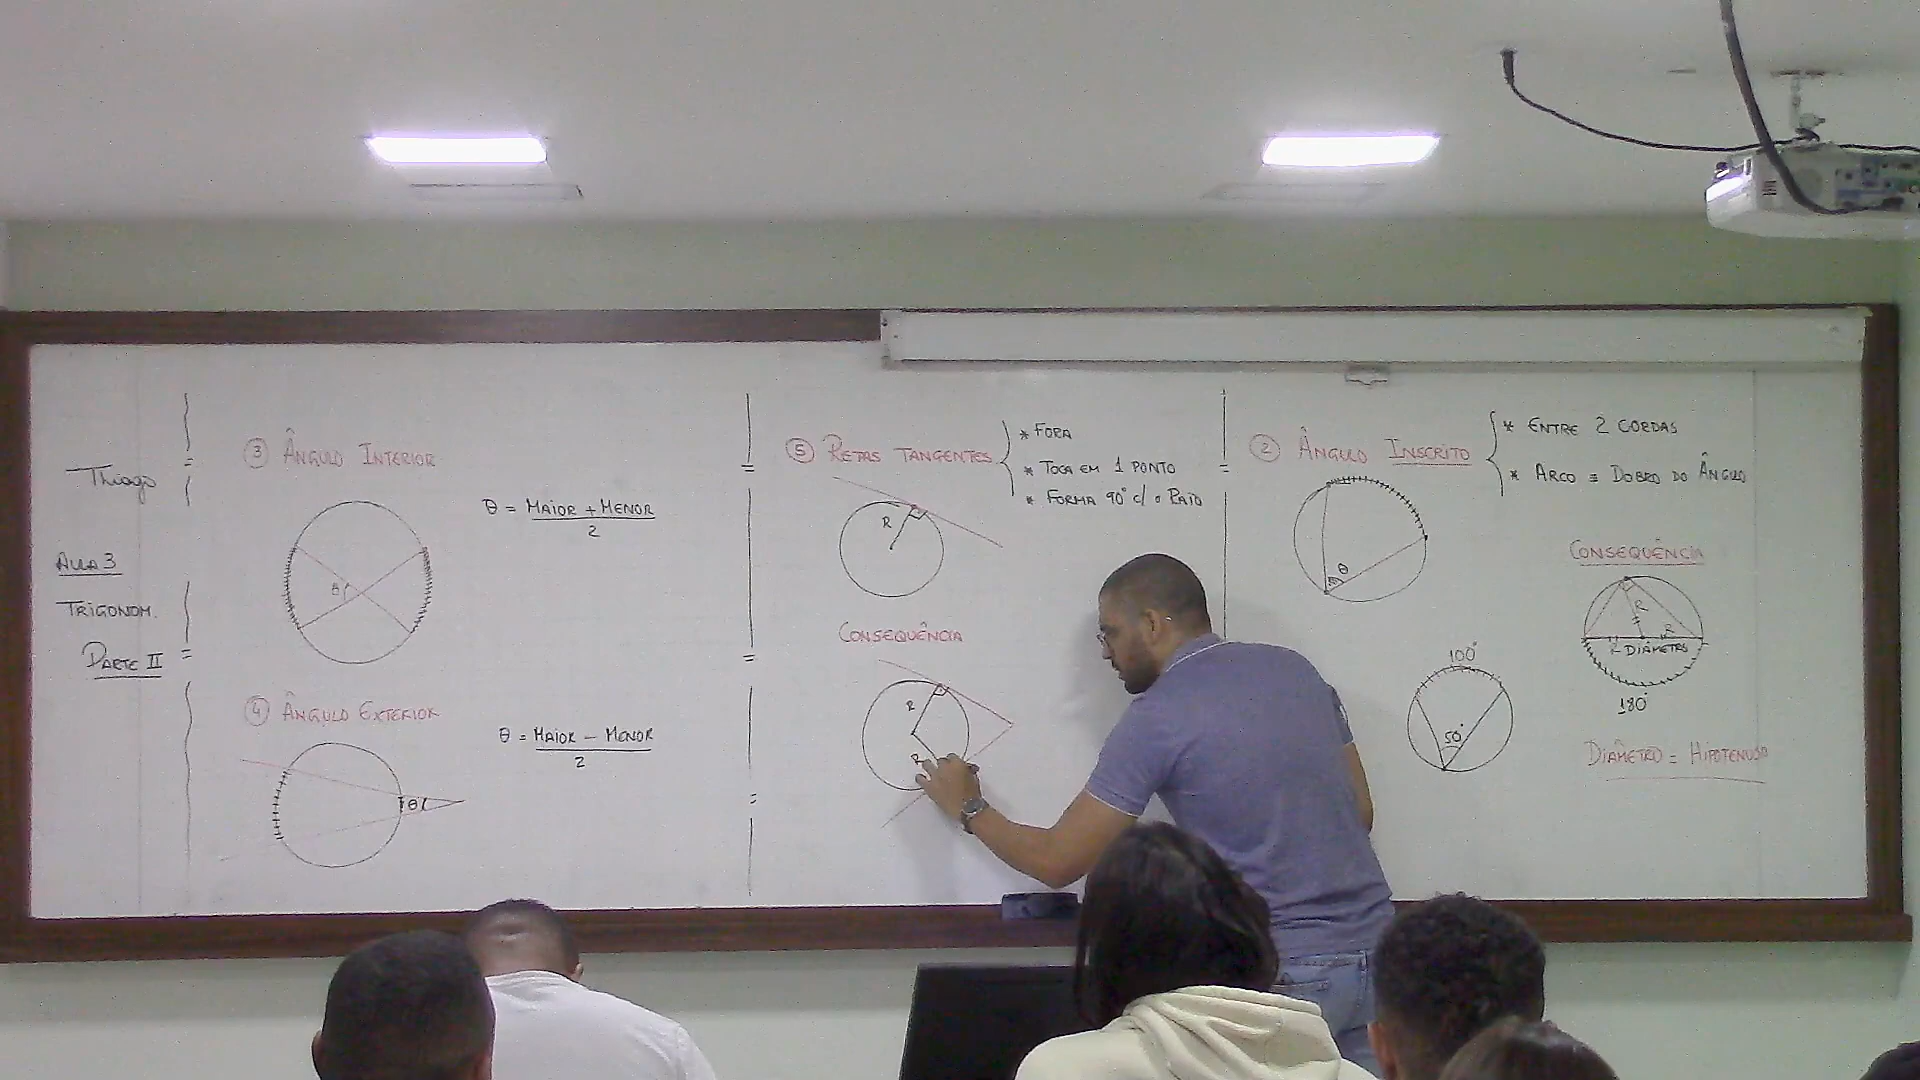 Thiago
AULA 3
TRIGONOM.
PARTE II
③ ÂNGULO INTERIOR
θ
θ = MAIOR + MENOR
2
④ ÂNGULO EXTERIOR
θ
θ = MAIOR - MENOR
2
⑤ RETAS TANGENTES
* FORA
* TOCA EM 1 PONTO
* FORMA 90° c/ o RAIO
R
CONSEQUÊNCIA
R
R
② ÂNGULO INSCRITO
* ENTRE 2 CORDAS
* ARCO = DOBRO DO ÂNGULO
θ
100°
50°
CONSEQUÊNCIA
R
R
R DIÂMETRO
180°
DIÂMETRO = HIPOTENUSA